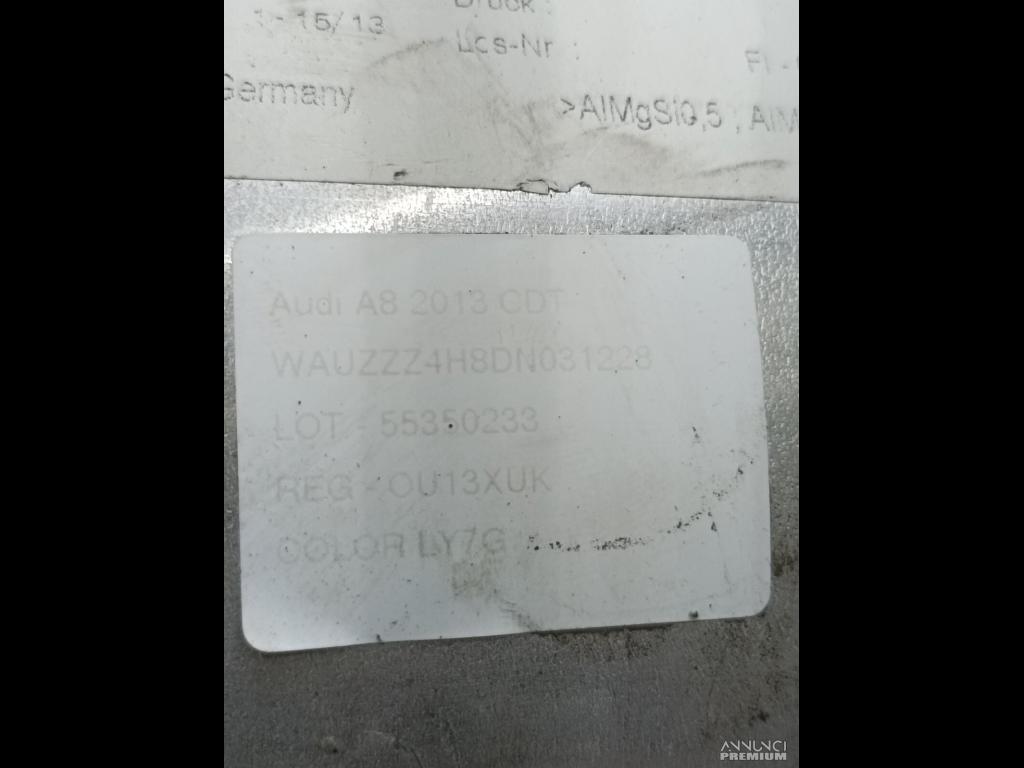 15/13
Druck :
Lcs-Nr :
Germany
>AlMgSi0,5 , AlM
Audi A8 2013 CDT
WAUZZZ4H8DN031228
LOT - 55350233
REG - OU13XUK
COLOR LY7G
ANNUNCI
PREMIUM